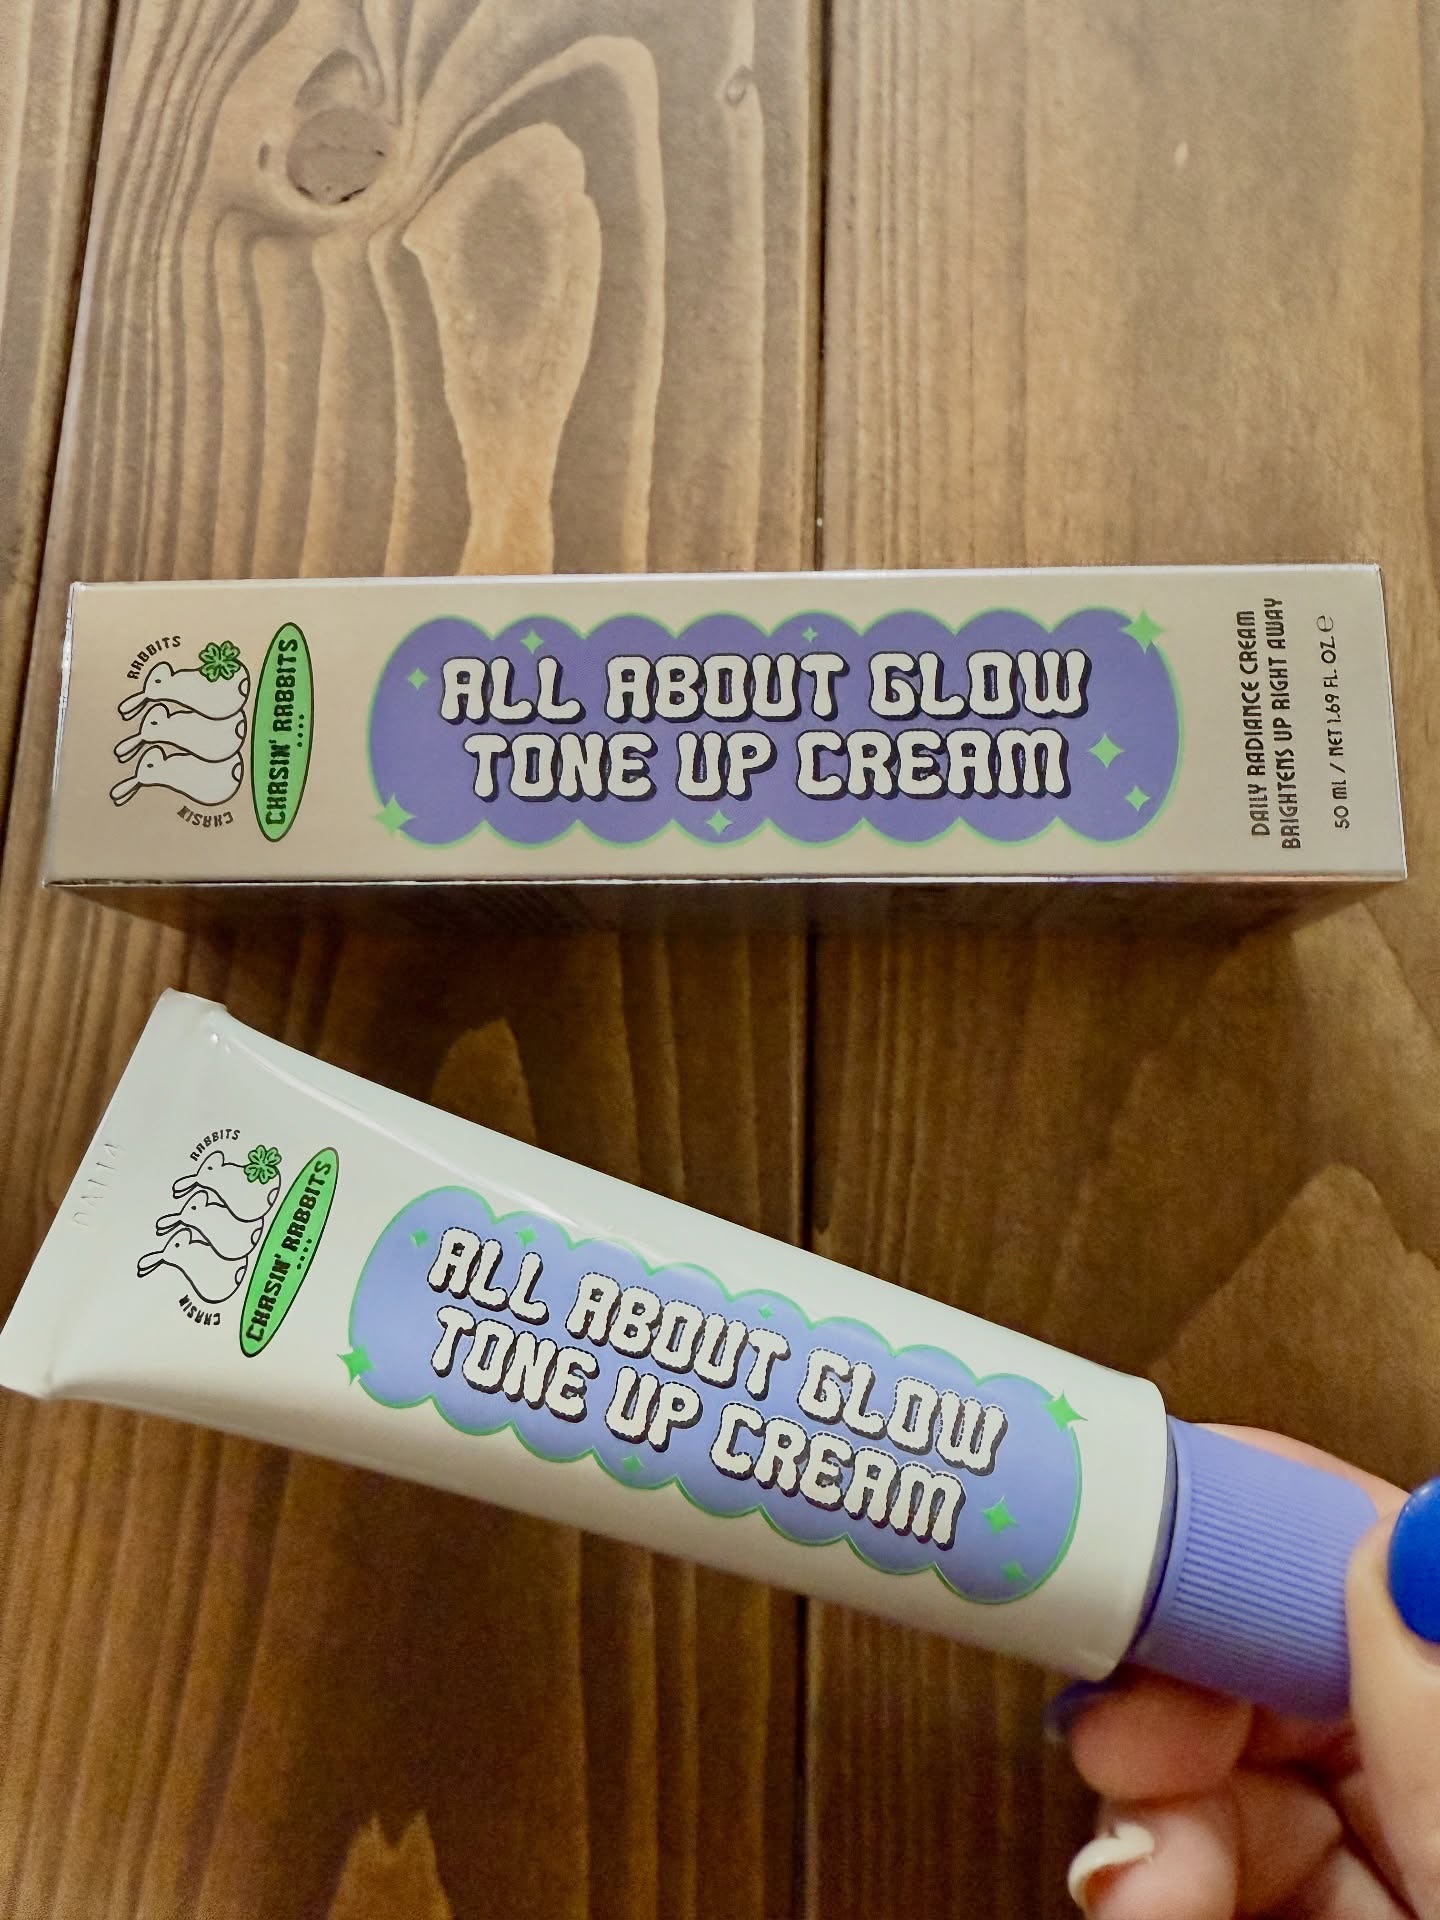 RABBITS
CHASIN
CHASIN' RABBITS
ALL ABOUT GLOW
TONE UP CREAM
DAILY RADIANCE CREAM
BRIGHTENS UP RIGHT AWAY
50 ml / NET 1.69 FL. OZ. ℮
RABBITS
CHASIN
CHASIN' RABBITS
ALL ABOUT GLOW
TONE UP CREAM